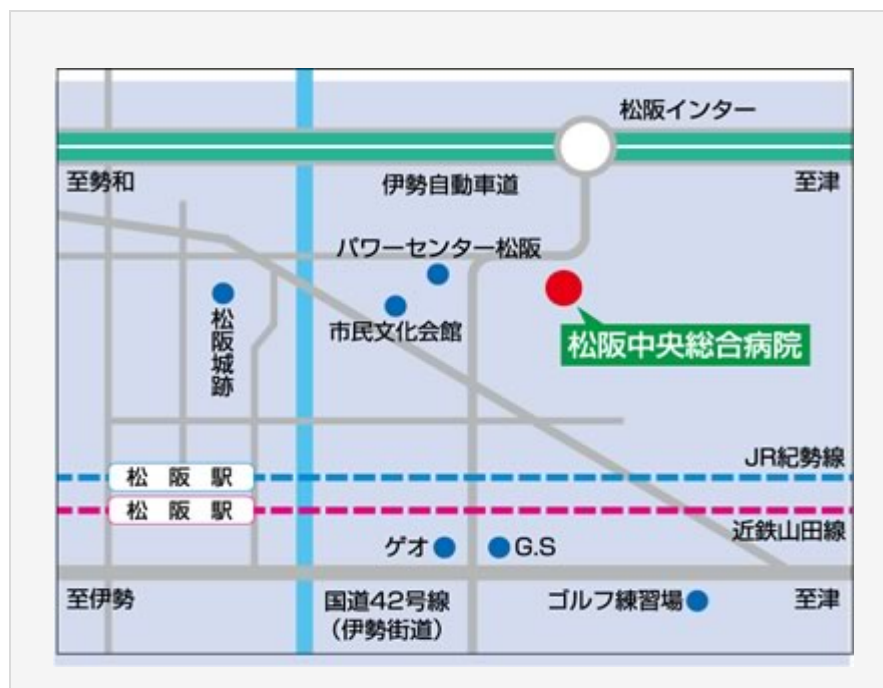 松阪インター
至勢和
伊勢自動車道
至津
パワーセンター松阪
松阪城跡
市民文化会館
松阪中央総合病院
JR紀勢線
松阪駅
松阪駅
近鉄山田線
ゲオ
G.S
至伊勢
国道42号線
（伊勢街道）
ゴルフ練習場
至津